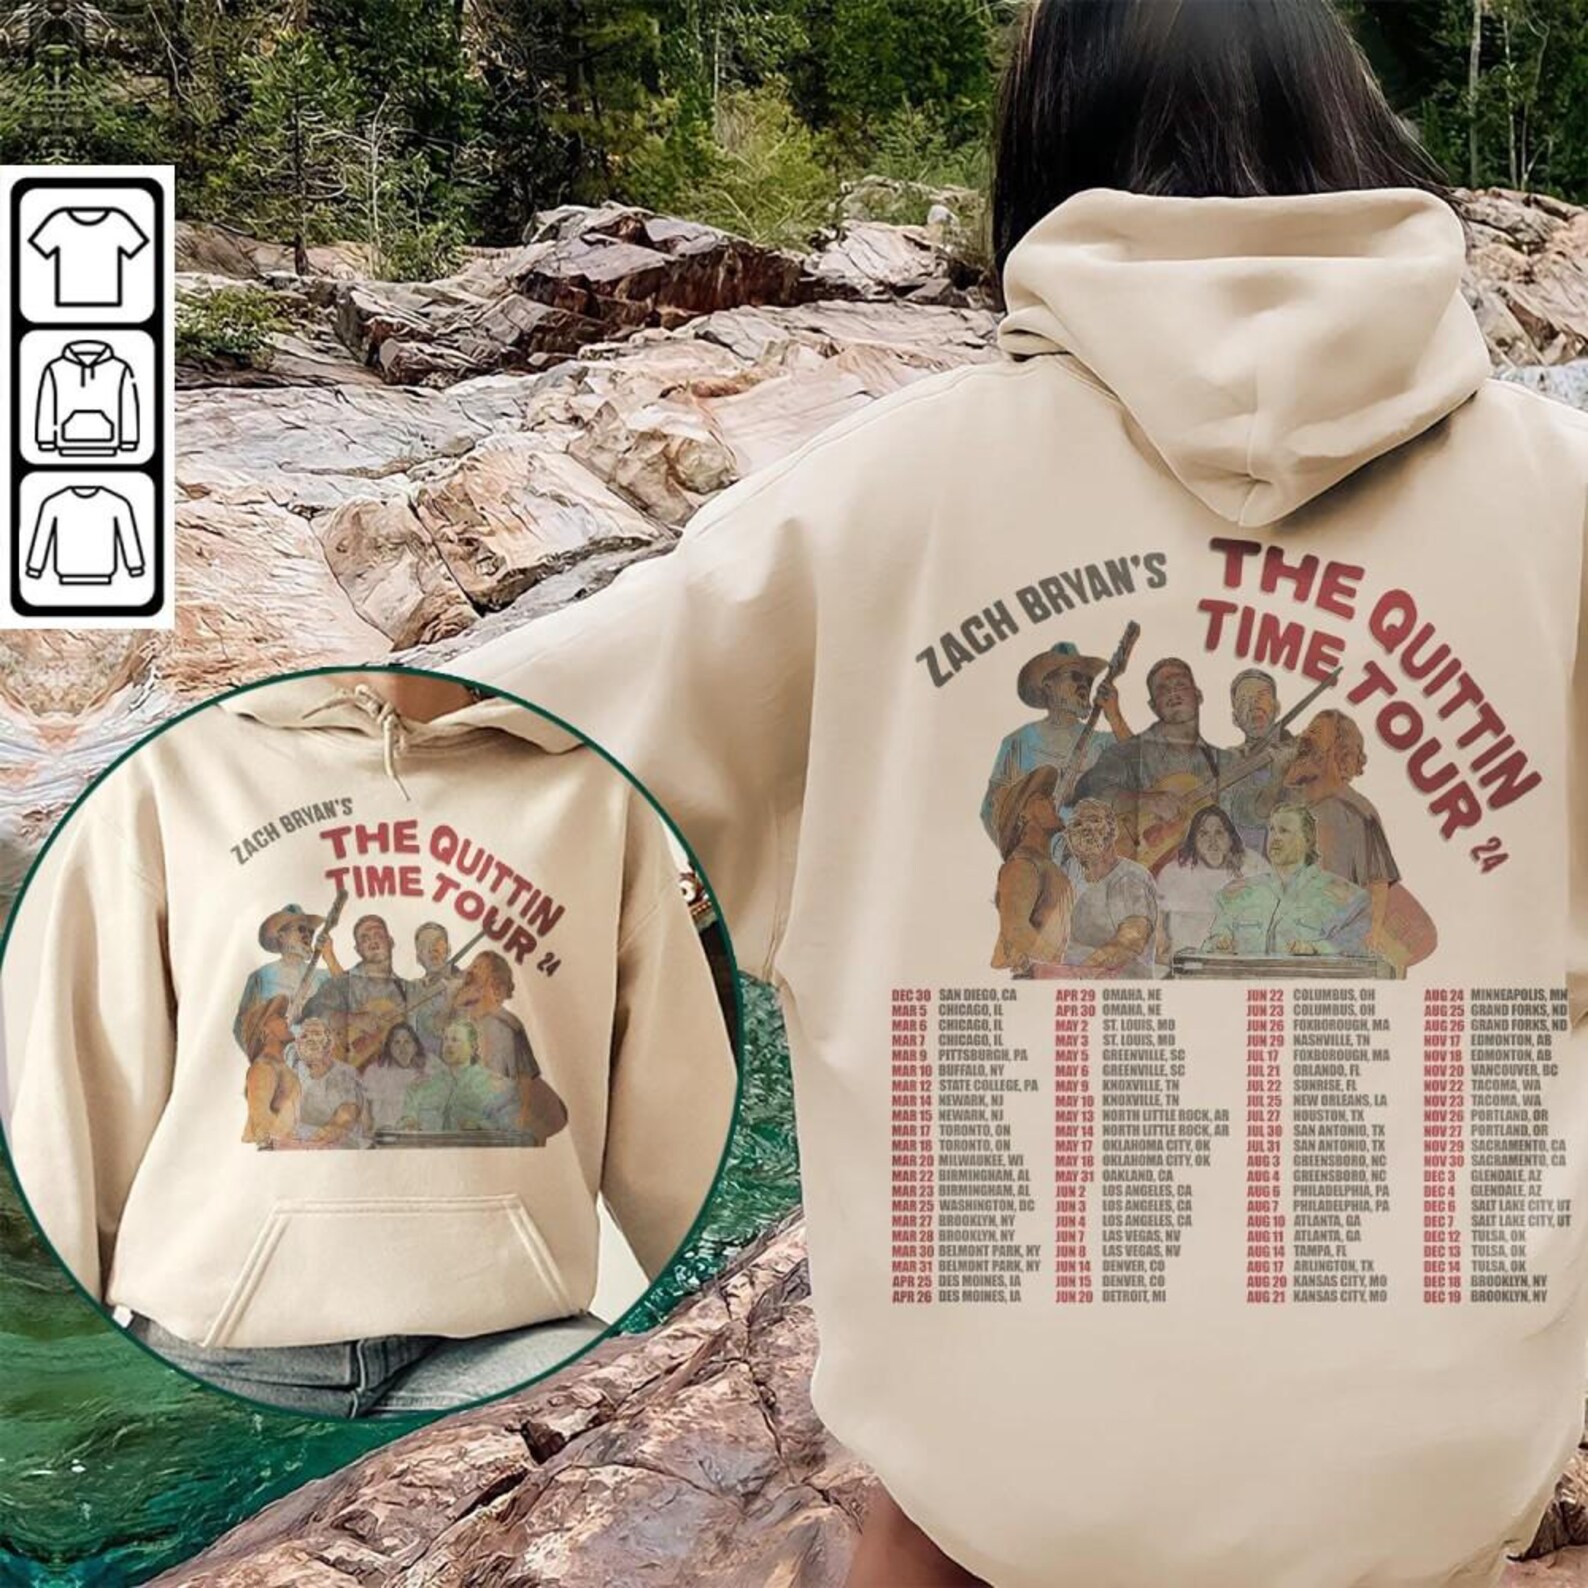 ZACH BRYAN'S
THE QUITTIN
TIME TOUR 24
ZACH BRYAN'S
THE QUITTIN
TIME TOUR 24
DEC 30 SAN DIEGO, CA
MAR 5 CHICAGO, IL
MAR 6 CHICAGO, IL
MAR 7 CHICAGO, IL
MAR 9 PITTSBURGH, PA
MAR 10 BUFFALO, NY
MAR 12 STATE COLLEGE, PA
MAR 14 NEWARK, NJ
MAR 15 NEWARK, NJ
MAR 17 TORONTO, ON
MAR 18 TORONTO, ON
MAR 20 MILWAUKEE, WI
MAR 22 BIRMINGHAM, AL
MAR 23 BIRMINGHAM, AL
MAR 25 WASHINGTON, DC
MAR 27 BROOKLYN, NY
MAR 28 BROOKLYN, NY
MAR 30 BELMONT PARK, NY
MAR 31 BELMONT PARK, NY
APR 25 DES MOINES, IA
APR 26 DES MOINES, IA
APR 29 OMAHA, NE
APR 30 OMAHA, NE
MAY 2 ST. LOUIS, MO
MAY 3 ST. LOUIS, MO
MAY 5 GREENVILLE, SC
MAY 6 GREENVILLE, SC
MAY 9 KNOXVILLE, TN
MAY 10 KNOXVILLE, TN
MAY 13 NORTH LITTLE ROCK, AR
MAY 14 NORTH LITTLE ROCK, AR
MAY 17 OKLAHOMA CITY, OK
MAY 18 OKLAHOMA CITY, OK
MAY 31 OAKLAND, CA
JUN 2 LOS ANGELES, CA
JUN 3 LOS ANGELES, CA
JUN 4 LOS ANGELES, CA
JUN 7 LAS VEGAS, NV
JUN 8 LAS VEGAS, NV
JUN 14 DENVER, CO
JUN 15 DENVER, CO
JUN 20 DETROIT, MI
JUN 22 COLUMBUS, OH
JUN 23 COLUMBUS, OH
JUN 26 FOXBOROUGH, MA
JUN 29 NASHVILLE, TN
JUL 17 FOXBOROUGH, MA
JUL 21 ORLANDO, FL
JUL 22 SUNRISE, FL
JUL 25 NEW ORLEANS, LA
JUL 27 HOUSTON, TX
JUL 30 SAN ANTONIO, TX
JUL 31 SAN ANTONIO, TX
AUG 3 GREENSBORO, NC
AUG 4 GREENSBORO, NC
AUG 6 PHILADELPHIA, PA
AUG 7 PHILADELPHIA, PA
AUG 10 ATLANTA, GA
AUG 11 ATLANTA, GA
AUG 14 TAMPA, FL
AUG 17 ARLINGTON, TX
AUG 20 KANSAS CITY, MO
AUG 21 KANSAS CITY, MO
AUG 24 MINNEAPOLIS, MN
AUG 25 GRAND FORKS, ND
AUG 26 GRAND FORKS, ND
NOV 17 EDMONTON, AB
NOV 18 EDMONTON, AB
NOV 20 VANCOUVER, BC
NOV 22 TACOMA, WA
NOV 23 TACOMA, WA
NOV 26 PORTLAND, OR
NOV 27 PORTLAND, OR
NOV 29 SACRAMENTO, CA
NOV 30 SACRAMENTO, CA
DEC 3 GLENDALE, AZ
DEC 4 GLENDALE, AZ
DEC 6 SALT LAKE CITY, UT
DEC 7 SALT LAKE CITY, UT
DEC 12 TULSA, OK
DEC 13 TULSA, OK
DEC 14 TULSA, OK
DEC 18 BROOKLYN, NY
DEC 19 BROOKLYN, NY